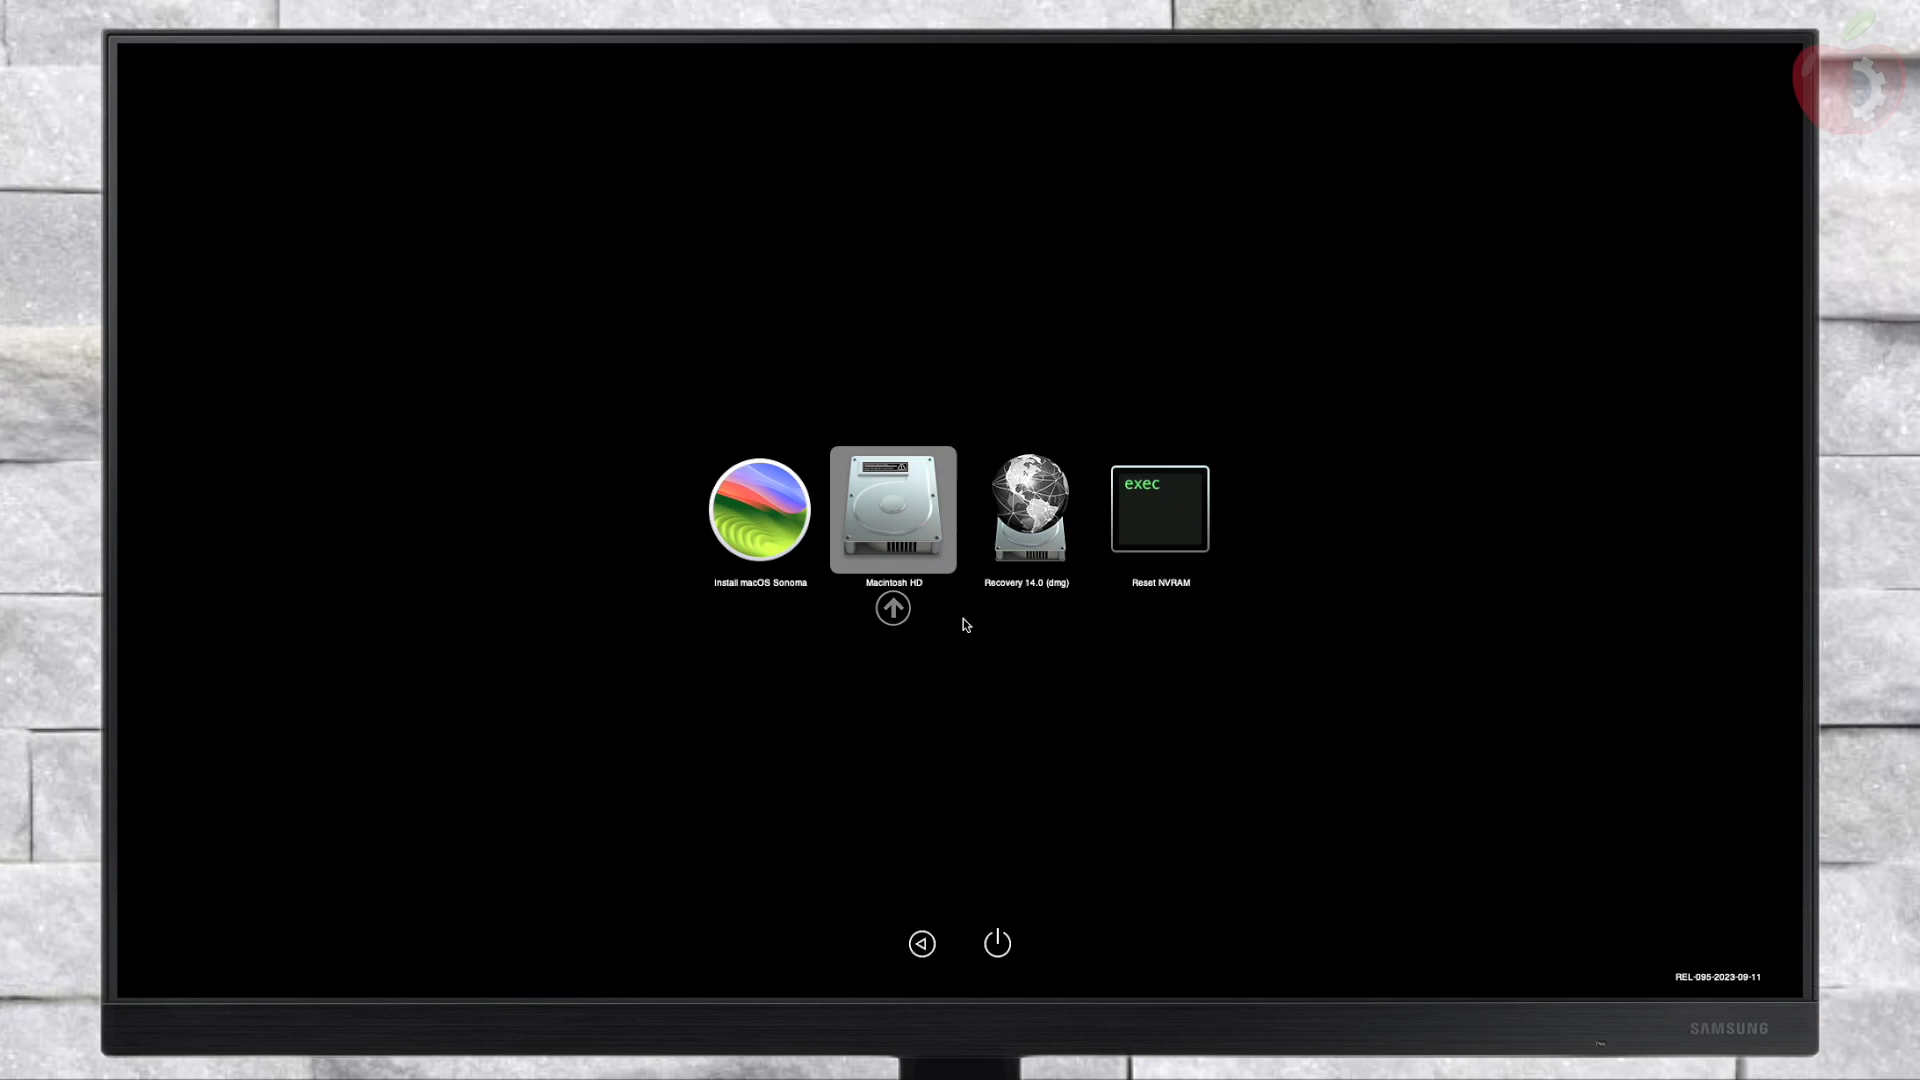 exec
Install macOS Sonoma
Macintosh HD
Recovery 14.0 (dmg)
Reset NVRAM
REL-095-2023-09-11
SAMSUNG